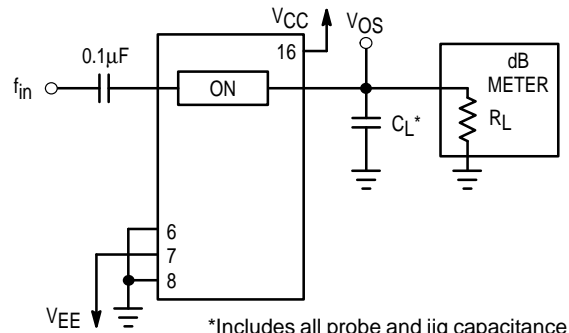 VCC
VOS
16
0.1µF
dB
METER
fin
ON
CL*
RL
6
7
8
VEE
*Includes all probe and jig capacitance